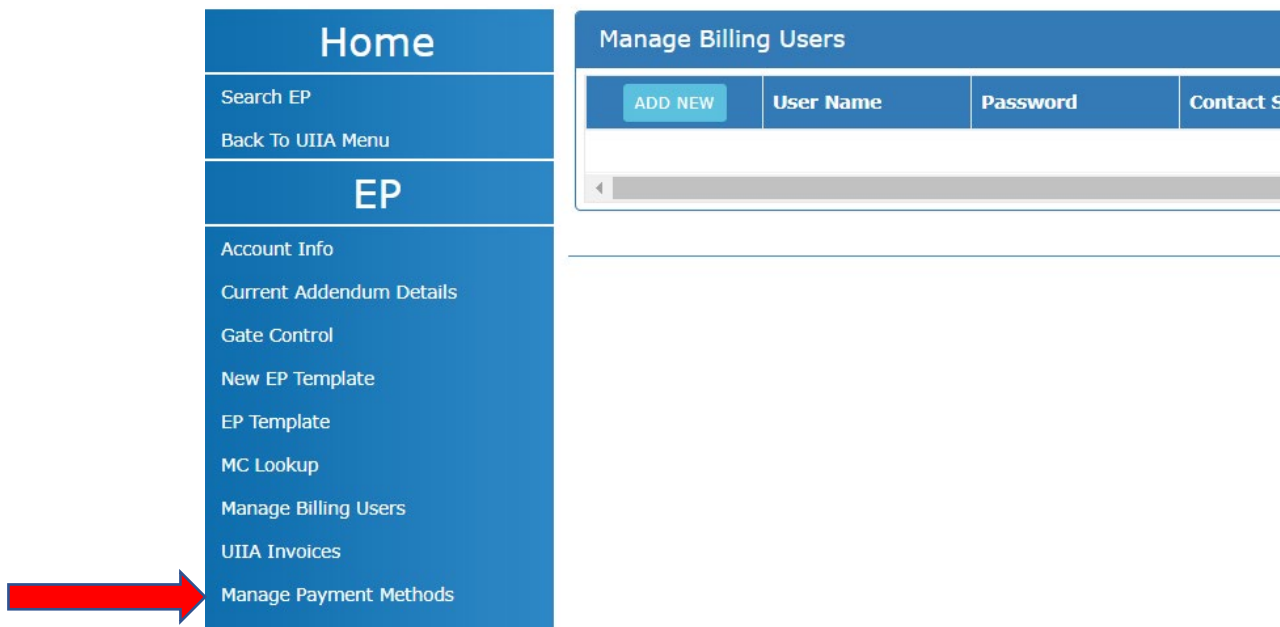 Home
Search EP
Back To UIIA Menu
EP
Account Info
Current Addendum Details
Gate Control
New EP Template
EP Template
MC Lookup
Manage Billing Users
UIIA Invoices
Manage Payment Methods
Manage Billing Users
ADD NEW User Name Password Contact S